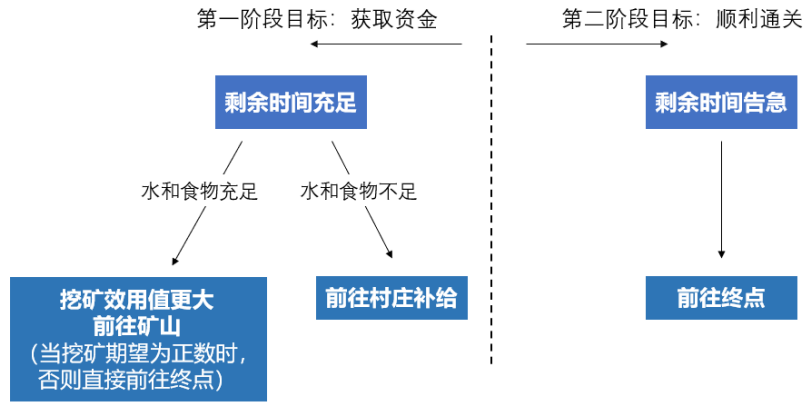 第一阶段目标：获取资金
第二阶段目标：顺利通关
剩余时间充足
剩余时间告急
水和食物充足
水和食物不足
挖矿效用值更大
前往矿山
（当挖矿期望为正数时，
否则直接前往终点）
前往村庄补给
前往终点